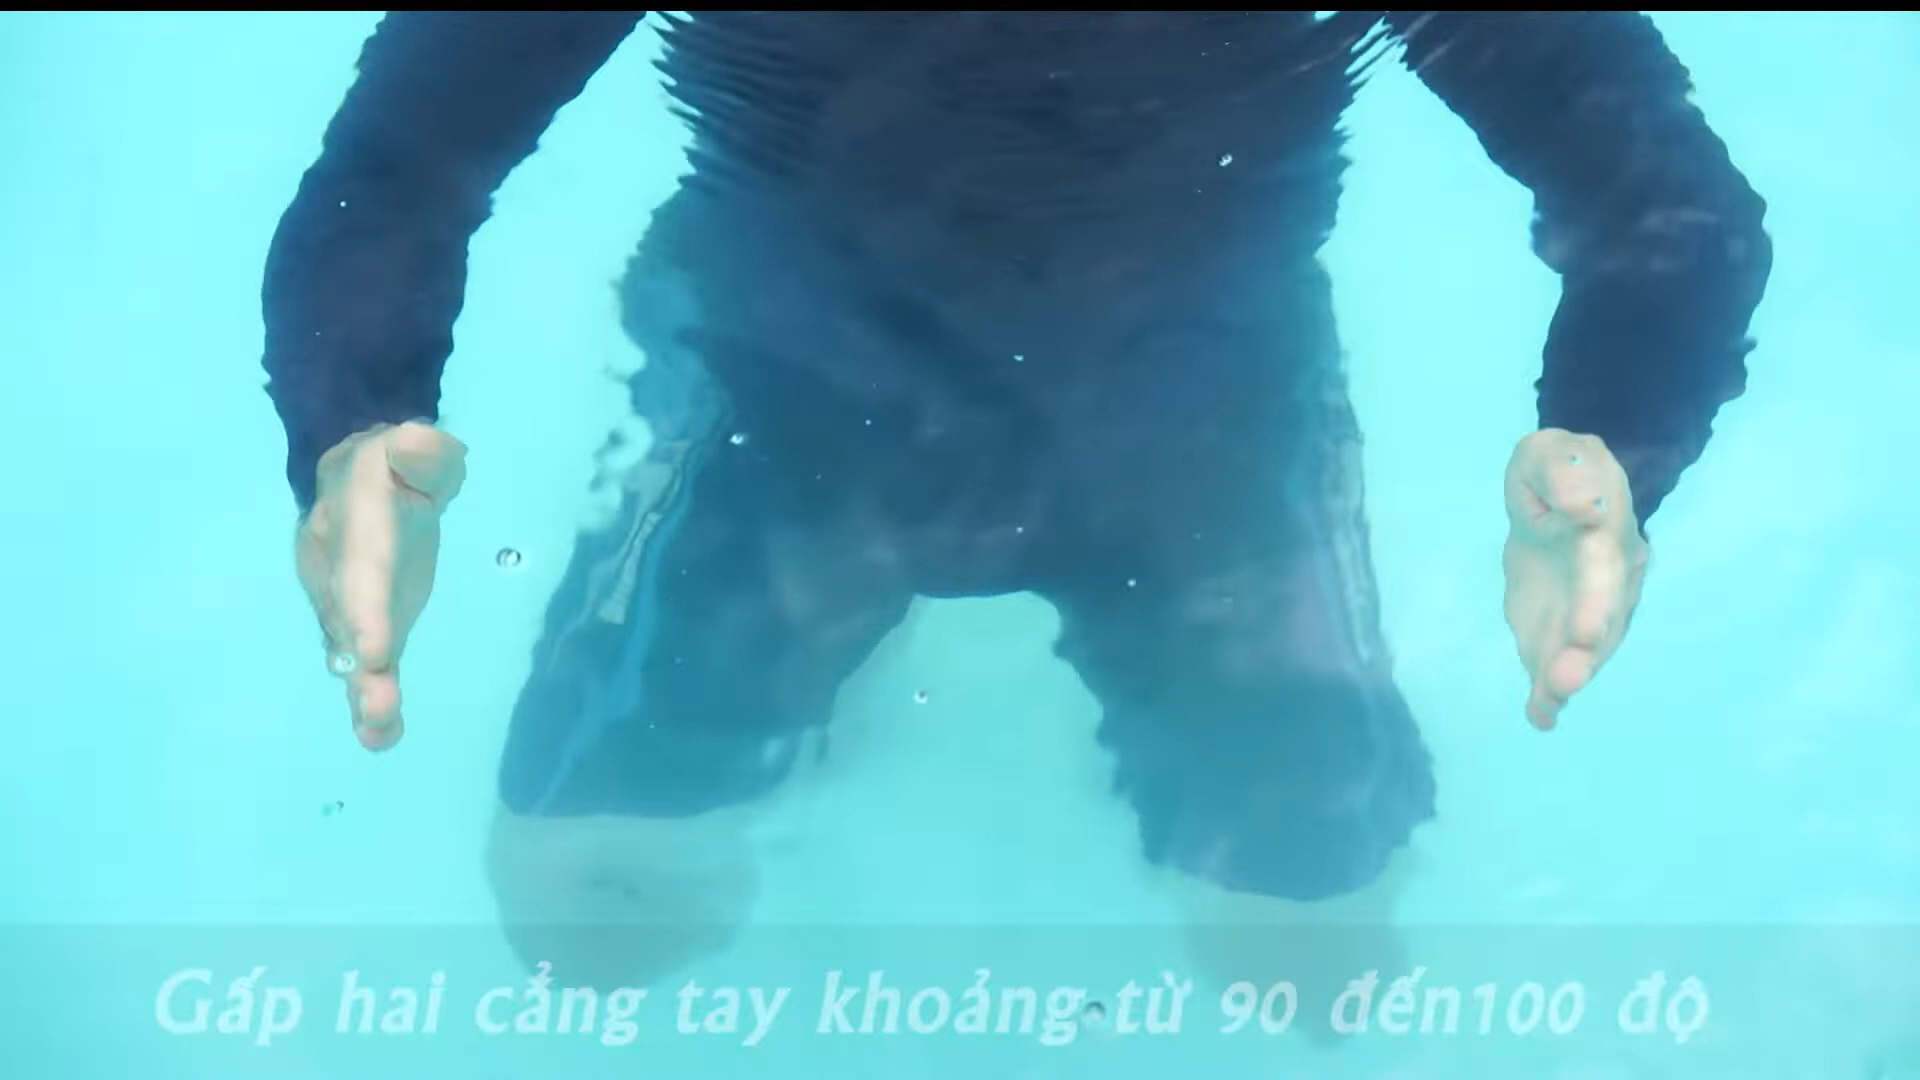 Gấp hai cẳng tay khoảng từ 90 đến100 độ